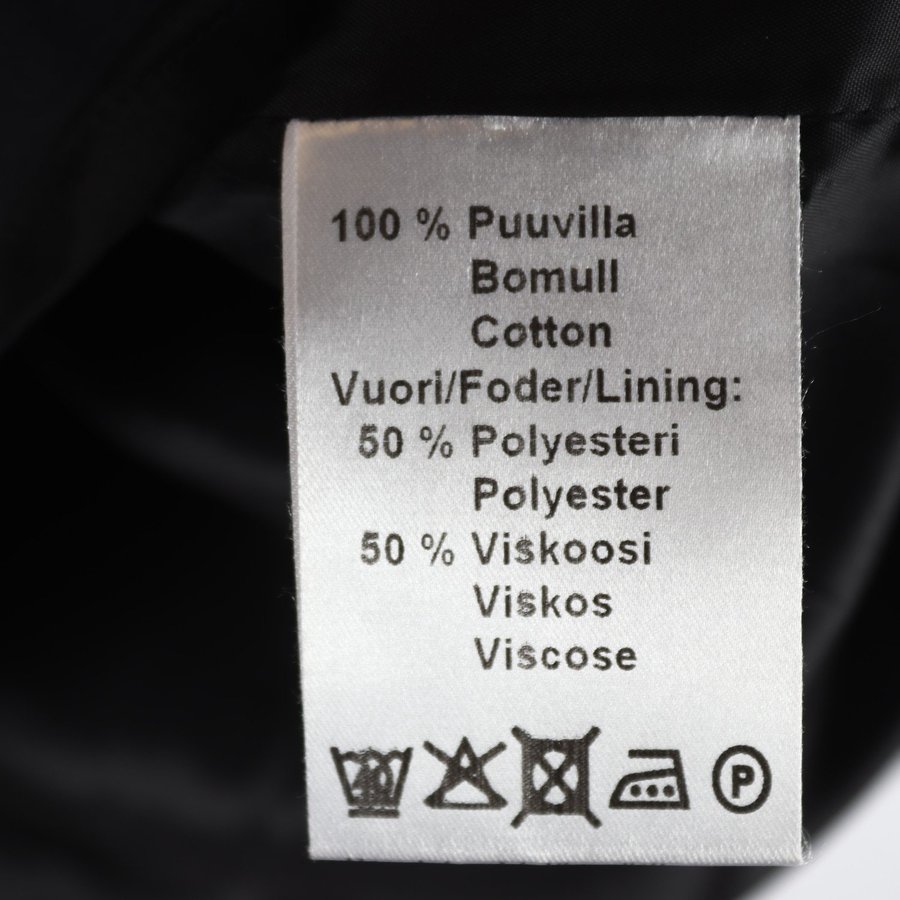 100 % Puuvilla
Bomull
Cotton
Vuori/Foder/Lining:
50 % Polyesteri
Polyester
50 % Viskoosi
Viskos
Viscose
40 P